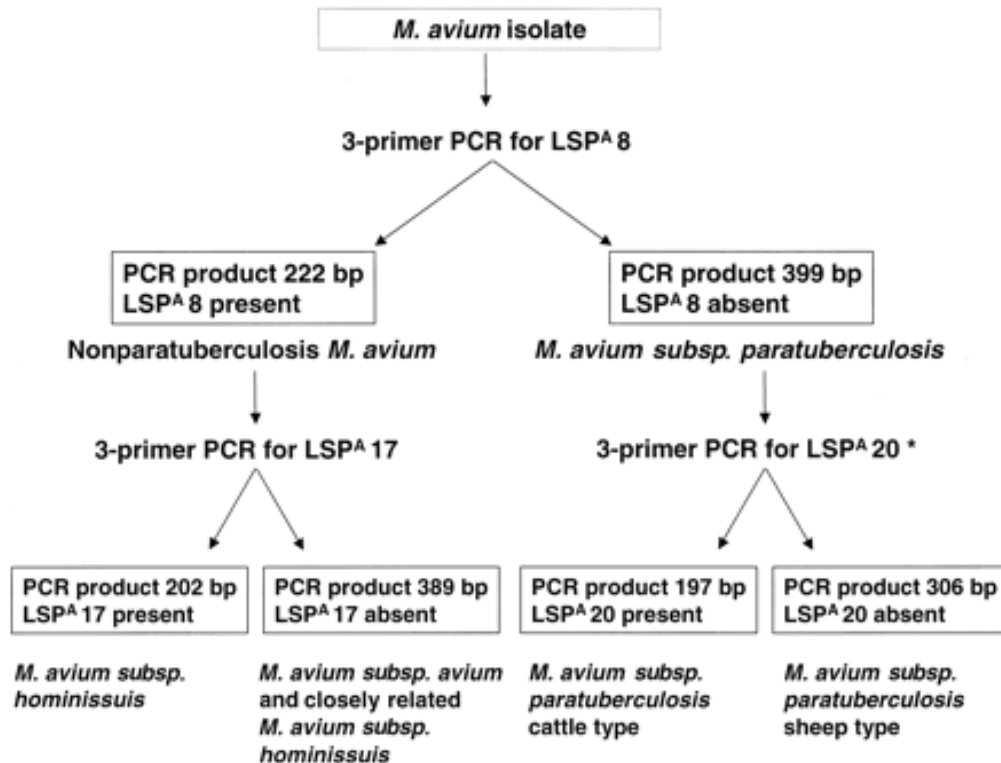 M. avium isolate
3-primer PCR for LSPᴬ 8
PCR product 222 bp
LSPᴬ 8 present
Nonparatuberculosis M. avium
PCR product 399 bp
LSPᴬ 8 absent
M. avium subsp. paratuberculosis
3-primer PCR for LSPᴬ 17
3-primer PCR for LSPᴬ 20 *
PCR product 202 bp
LSPᴬ 17 present
M. avium subsp.
hominissuis
PCR product 389 bp
LSPᴬ 17 absent
M. avium subsp. avium
and closely related
M. avium subsp.
hominissuis
PCR product 197 bp
LSPᴬ 20 present
M. avium subsp.
paratuberculosis
cattle type
PCR product 306 bp
LSPᴬ 20 absent
M. avium subsp.
paratuberculosis
sheep type